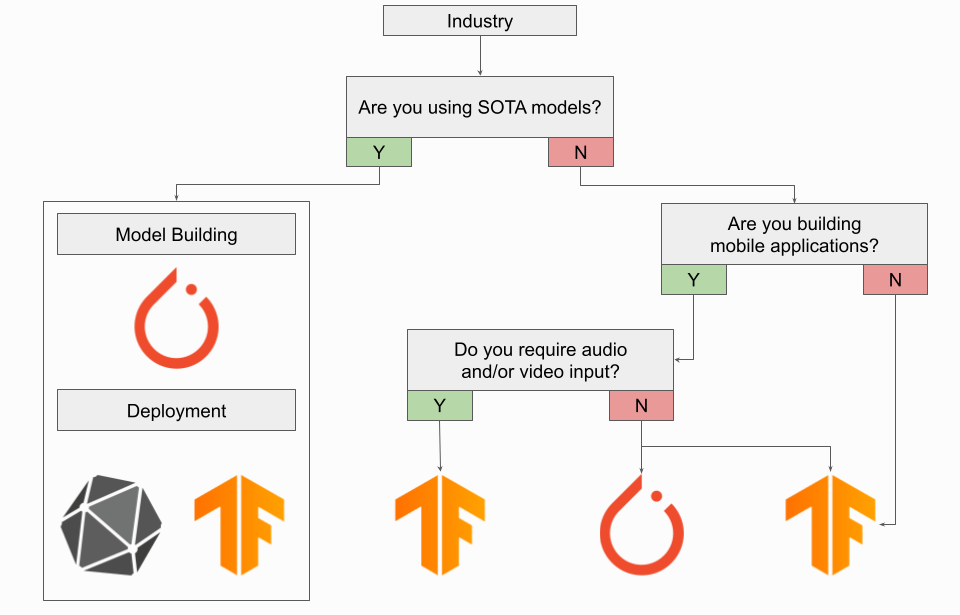 Industry
Are you using SOTA models?
Y
N
Model Building
Are you building
mobile applications?
Y
N
Do you require audio
and/or video input?
Y
N
Deployment